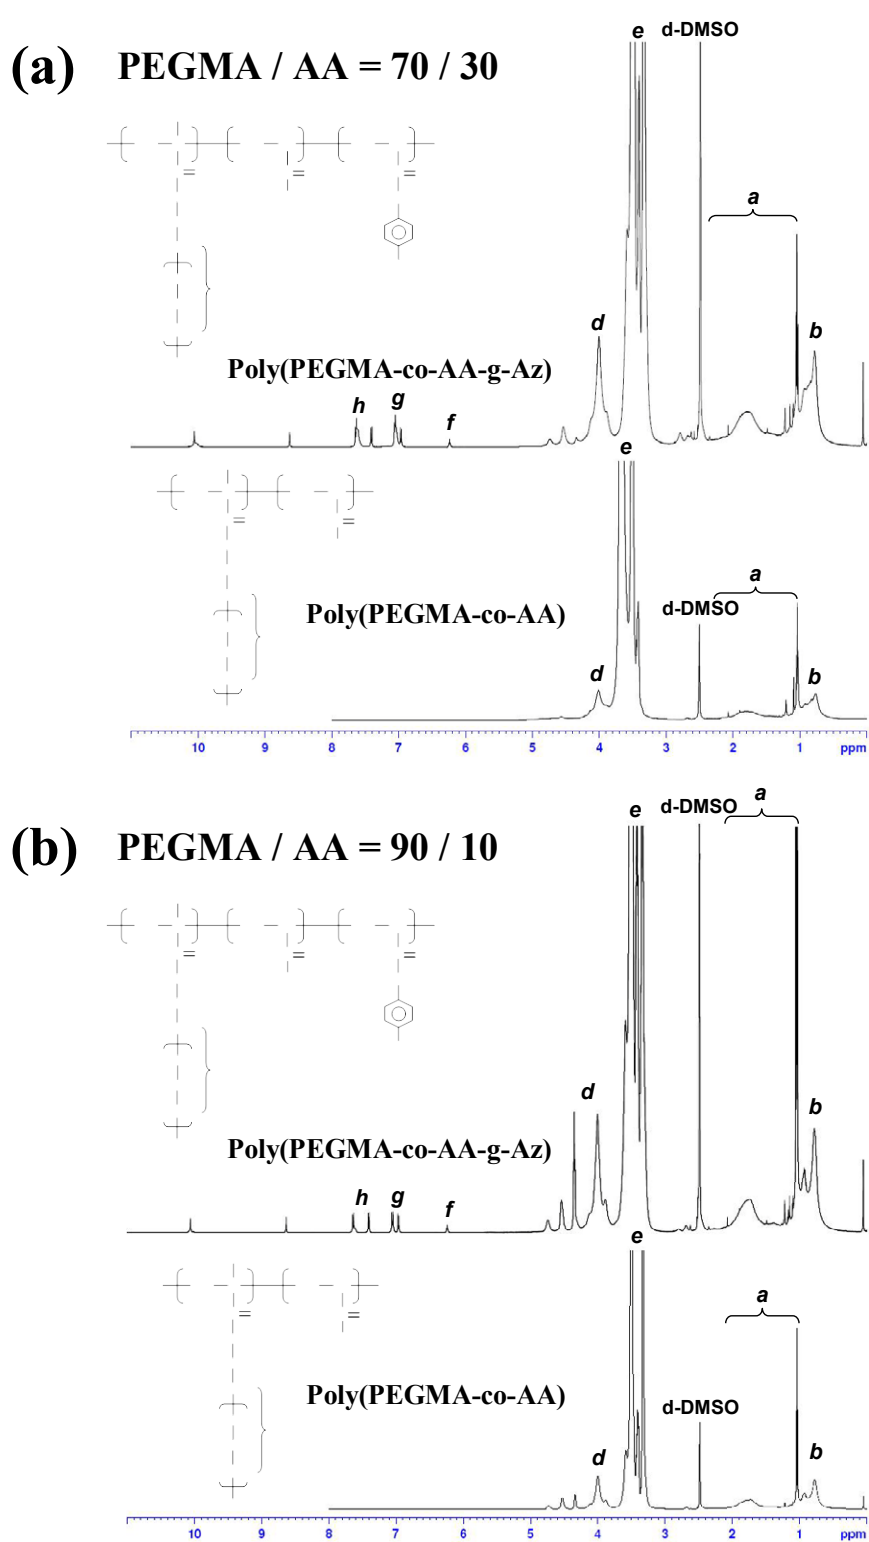 e d-DMSO
(a) PEGMA / AA = 70 / 30
a
d b
Poly(PEGMA-co-AA-g-Az)
h g f
e
a
Poly(PEGMA-co-AA) d-DMSO
d b
10 9 8 7 6 5 4 3 2 1 ppm
e d-DMSO a
(b) PEGMA / AA = 90 / 10
d b
Poly(PEGMA-co-AA-g-Az)
h g f
e
a
Poly(PEGMA-co-AA) d-DMSO
d b
10 9 8 7 6 5 4 3 2 1 ppm